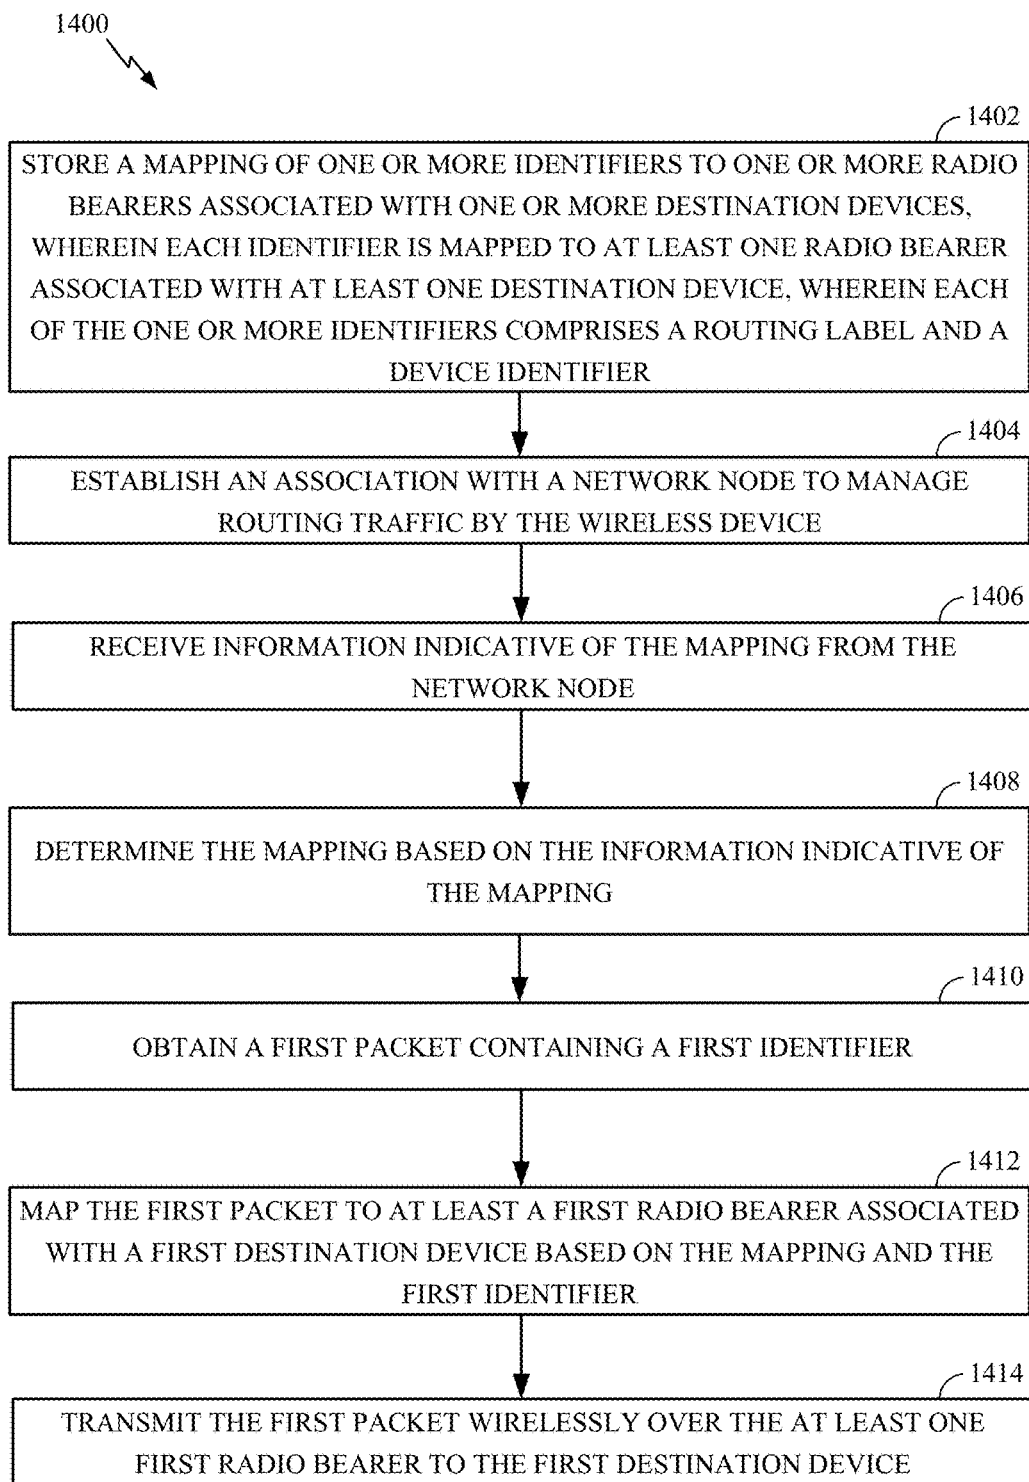 1400
1402
STORE A MAPPING OF ONE OR MORE IDENTIFIERS TO ONE OR MORE RADIO
BEARERS ASSOCIATED WITH ONE OR MORE DESTINATION DEVICES,
WHEREIN EACH IDENTIFIER IS MAPPED TO AT LEAST ONE RADIO BEARER
ASSOCIATED WITH AT LEAST ONE DESTINATION DEVICE, WHEREIN EACH
OF THE ONE OR MORE IDENTIFIERS COMPRISES A ROUTING LABEL AND A
DEVICE IDENTIFIER
1404
ESTABLISH AN ASSOCIATION WITH A NETWORK NODE TO MANAGE
ROUTING TRAFFIC BY THE WIRELESS DEVICE
1406
RECEIVE INFORMATION INDICATIVE OF THE MAPPING FROM THE
NETWORK NODE
1408
DETERMINE THE MAPPING BASED ON THE INFORMATION INDICATIVE OF
THE MAPPING
1410
OBTAIN A FIRST PACKET CONTAINING A FIRST IDENTIFIER
1412
MAP THE FIRST PACKET TO AT LEAST A FIRST RADIO BEARER ASSOCIATED
WITH A FIRST DESTINATION DEVICE BASED ON THE MAPPING AND THE
FIRST IDENTIFIER
1414
TRANSMIT THE FIRST PACKET WIRELESSLY OVER THE AT LEAST ONE
FIRST RADIO BEARER TO THE FIRST DESTINATION DEVICE